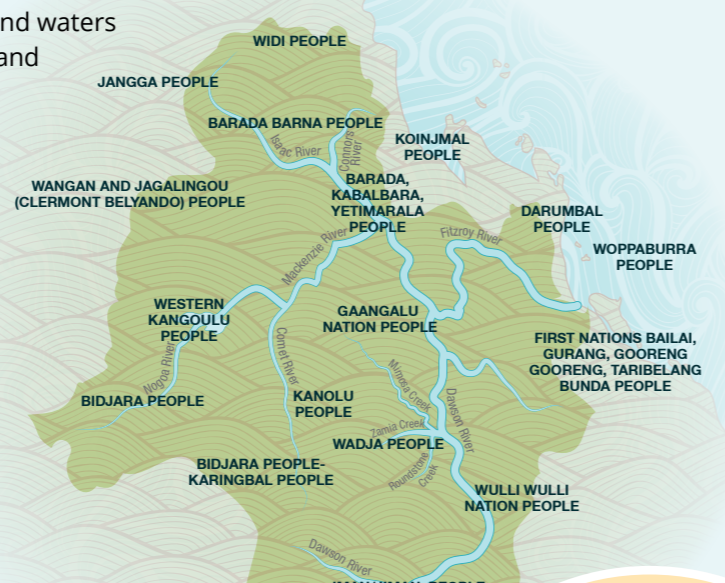 nd waters
and
WIDI PEOPLE
JANGGA PEOPLE
BARADA BARNA PEOPLE
KOINJMAL
PEOPLE
Isaac River
Connors
River
WANGAN AND JAGALINGOU
(CLERMONT BELYANDO) PEOPLE
BARADA,
KABALBARA,
YETIMARALA
PEOPLE
DARUMBAL
PEOPLE
Fitzroy River
WOPPABURRA
PEOPLE
Mackenzie River
WESTERN
KANGOULU
PEOPLE
GAANGALU
NATION PEOPLE
FIRST NATIONS BAILAI,
GURANG, GOORENG
GOORENG, TARIBELANG
BUNDA PEOPLE
Nogoa River
Comet River
Mimosa Creek
Dawson River
BIDJARA PEOPLE
KANOLU
PEOPLE
Zamia Creek
WADJA PEOPLE
BIDJARA PEOPLE-
KARINGBAL PEOPLE
Roundstone
Creek
WULLI WULLI
NATION PEOPLE
Dawson River
PEOPLE